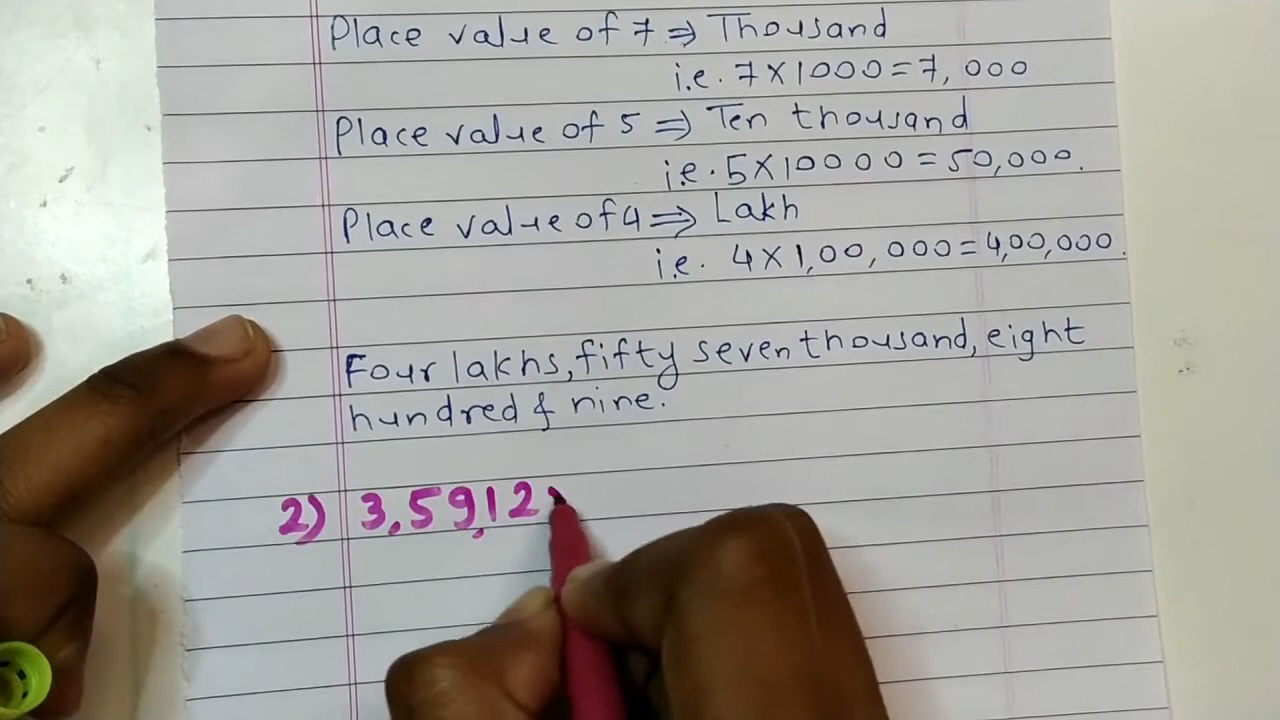 Place value of 7 ⇒ Thousand
i.e. 7×1000=7,000
Place value of 5 ⇒ Ten thousand
i.e. 5×10000=50,000.
Place value of 4 ⇒ Lakh
i.e. 4×1,00,000=4,00,000.
Four lakhs, fifty seven thousand, eight
hundred & nine.
2) 3,59,12